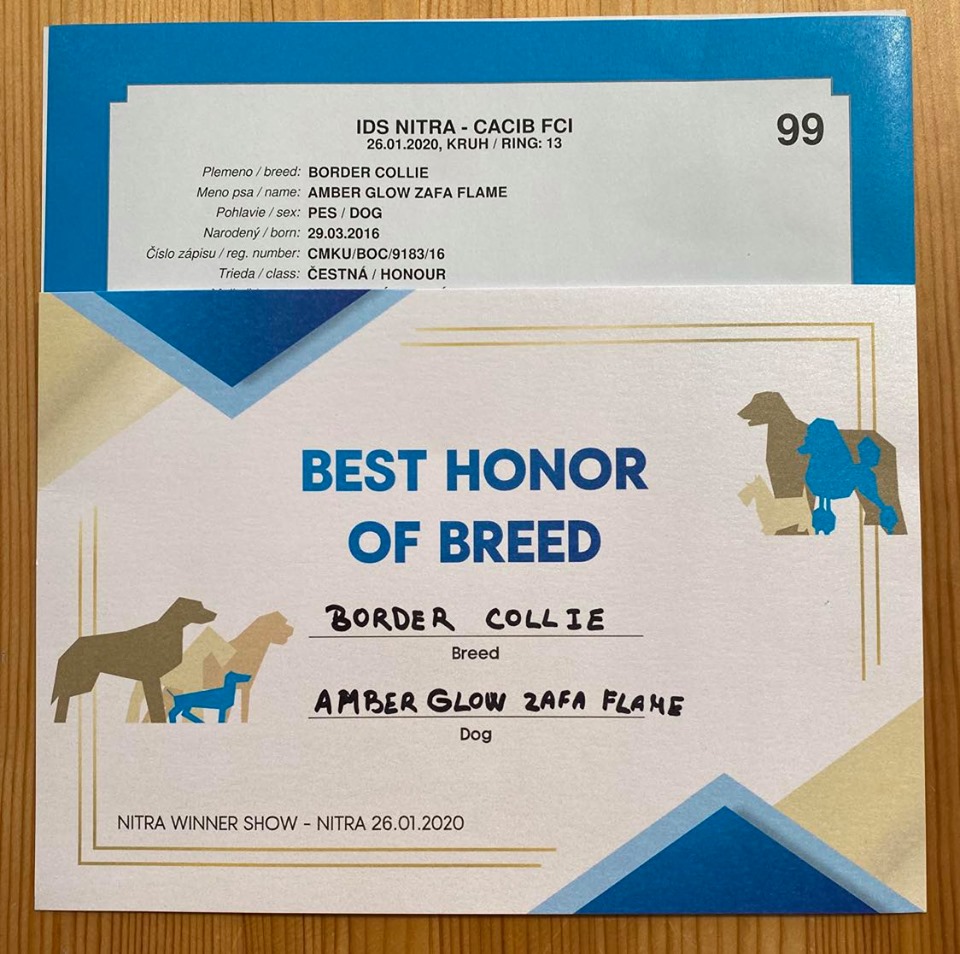 IDS NITRA - CACIB FCI
99
26.01.2020, KRUH / RING: 13
Plemeno / breed: BORDER COLLIE
Meno psa / name: AMBER GLOW ZAFA FLAME
Pohlavie / sex: PES / DOG
Narodený / born: 29.03.2016
Číslo zápisu / reg. number: CMKU/BOC/9183/16
Trieda / class: ČESTNÁ / HONOUR
BEST HONOR
OF BREED
BORDER COLLIE
Breed
AMBER GLOW ZAFA FLAME
Dog
NITRA WINNER SHOW - NITRA 26.01.2020